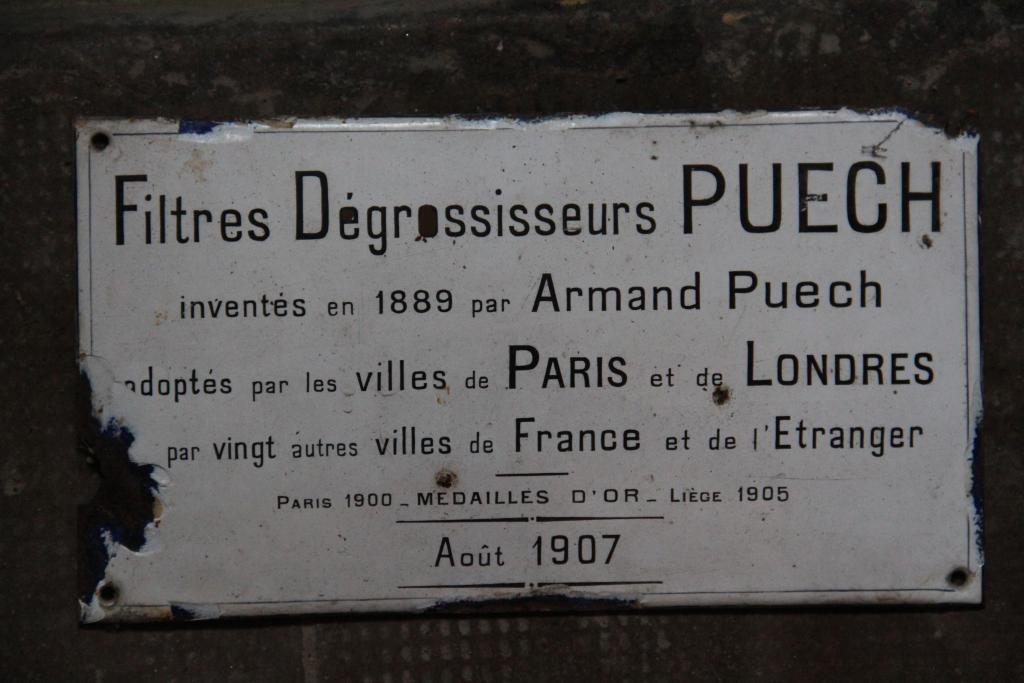 Filtres Dégrossisseurs PUECH
inventés en 1889 par Armand Puech
adoptés par les villes de PARIS et de LONDRES
par vingt autres villes de France et de l'Etranger
PARIS 1900 _ MEDAILLES D'OR _ LIÈGE 1905
Août 1907